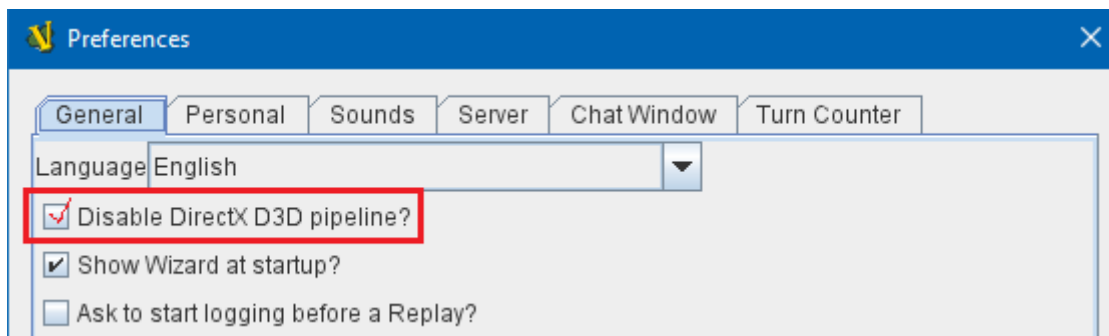 Preferences
General Personal Sounds Server Chat Window Turn Counter
Language English
Disable DirectX D3D pipeline?
Show Wizard at startup?
Ask to start logging before a Replay?